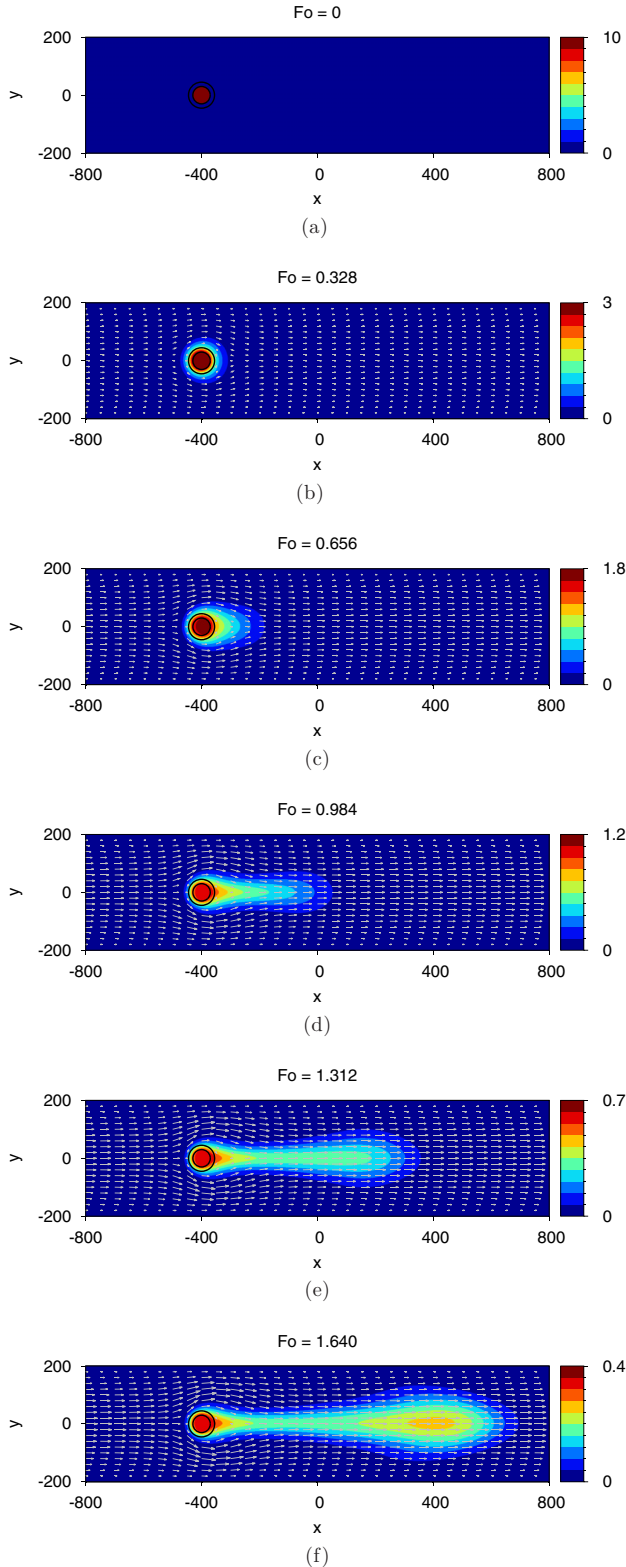 Fo = 0
200 10
y 0
-200 0
-800 -400 0 400 800
x
(a)
Fo = 0.328
200 3
y 0
-200 0
-800 -400 0 400 800
x
(b)
Fo = 0.656
200 1.8
y 0
-200 0
-800 -400 0 400 800
x
(c)
Fo = 0.984
200 1.2
y 0
-200 0
-800 -400 0 400 800
x
(d)
Fo = 1.312
200 0.7
y 0
-200 0
-800 -400 0 400 800
x
(e)
Fo = 1.640
200 0.4
y 0
-200 0
-800 -400 0 400 800
x
(f)